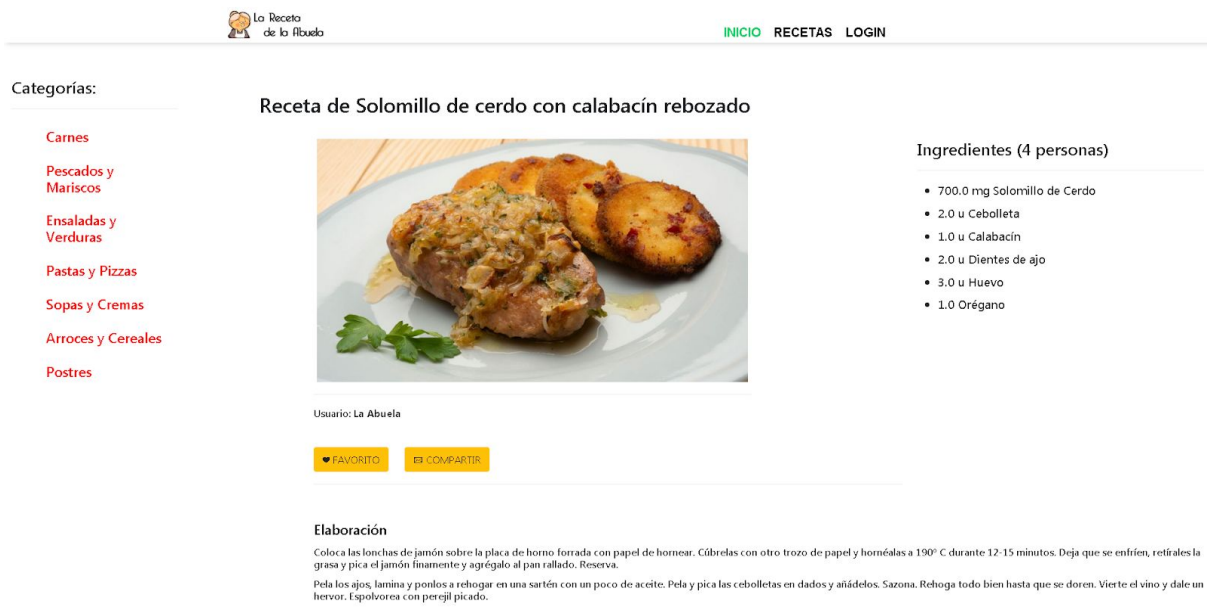 La Receta
de la Abuela
INICIO RECETAS LOGIN
Categorías:
Carnes
Pescados y
Mariscos
Ensaladas y
Verduras
Pastas y Pizzas
Sopas y Cremas
Arroces y Cereales
Postres
Receta de Solomillo de cerdo con calabacín rebozado
Usuario: La Abuela
FAVORITO COMPARTIR
Ingredientes (4 personas)
700.0 mg Solomillo de Cerdo
2.0 u Cebolleta
1.0 u Calabacín
2.0 u Dientes de ajo
3.0 u Huevo
1.0 Orégano
Elaboración
Coloca las lonchas de jamón sobre la placa de horno forrada con papel de hornear. Cúbrelas con otro trozo de papel y hornéalas a 190º C durante 12-15 minutos. Deja que se enfríen, retírales la
grasa y pica el jamón finamente y agrégalo al pan rallado. Reserva.
Pela los ajos, lamina y ponlos a rehogar en una sartén con un poco de aceite. Pela y pica las cebolletas en dados y añádelos. Sazona. Rehoga todo bien hasta que se doren. Vierte el vino y dale un
hervor. Espolvorea con perejil picado.